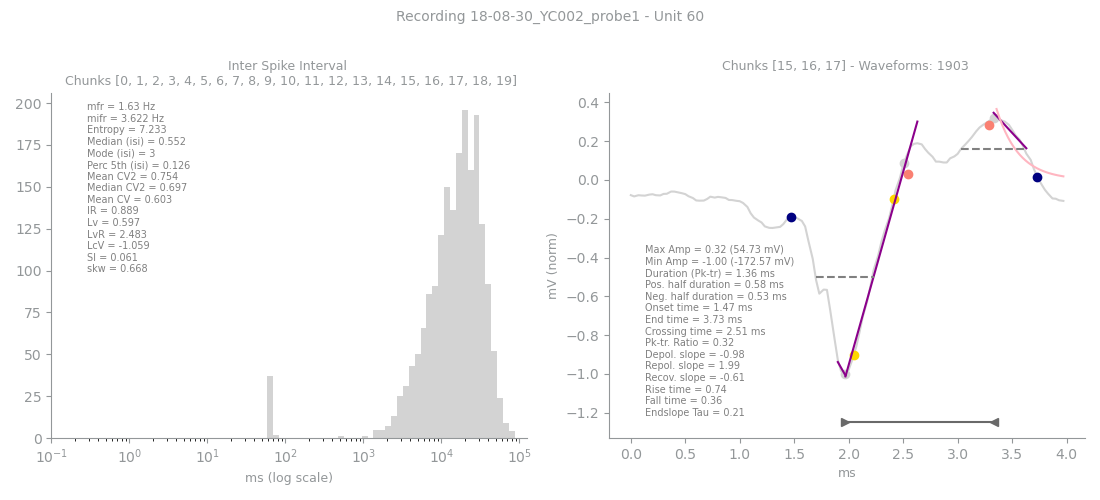 Recording 18-08-30_YC002_probe1 - Unit 60
Inter Spike Interval
Chunks [0, 1, 2, 3, 4, 5, 6, 7, 8, 9, 10, 11, 12, 13, 14, 15, 16, 17, 18, 19]
200
175
150
125
100
75
50
25
0
mfr = 1.63 Hz
mifr = 3.622 Hz
Entropy = 7.233
Median (isi) = 0.552
Mode (isi) = 3
Perc 5th (isi) = 0.126
Mean CV2 = 0.754
Median CV2 = 0.697
Mean CV = 0.603
IR = 0.889
Lv = 0.597
LvR = 2.483
LcV = -1.059
SI = 0.061
skw = 0.668
10⁻¹ 10⁰ 10¹ 10² 10³ 10⁴ 10⁵
ms (log scale)
Chunks [15, 16, 17] - Waveforms: 1903
mV (norm)
0.4
0.2
0.0
−0.2
−0.4
−0.6
−0.8
−1.0
−1.2
Max Amp = 0.32 (54.73 mV)
Min Amp = -1.00 (-172.57 mV)
Duration (Pk-tr) = 1.36 ms
Pos. half duration = 0.58 ms
Neg. half duration = 0.53 ms
Onset time = 1.47 ms
End time = 3.73 ms
Crossing time = 2.51 ms
Pk-tr. Ratio = 0.32
Depol. slope = -0.98
Repol. slope = 1.99
Recov. slope = -0.61
Rise time = 0.74
Fall time = 0.36
Endslope Tau = 0.21
0.0 0.5 1.0 1.5 2.0 2.5 3.0 3.5 4.0
ms